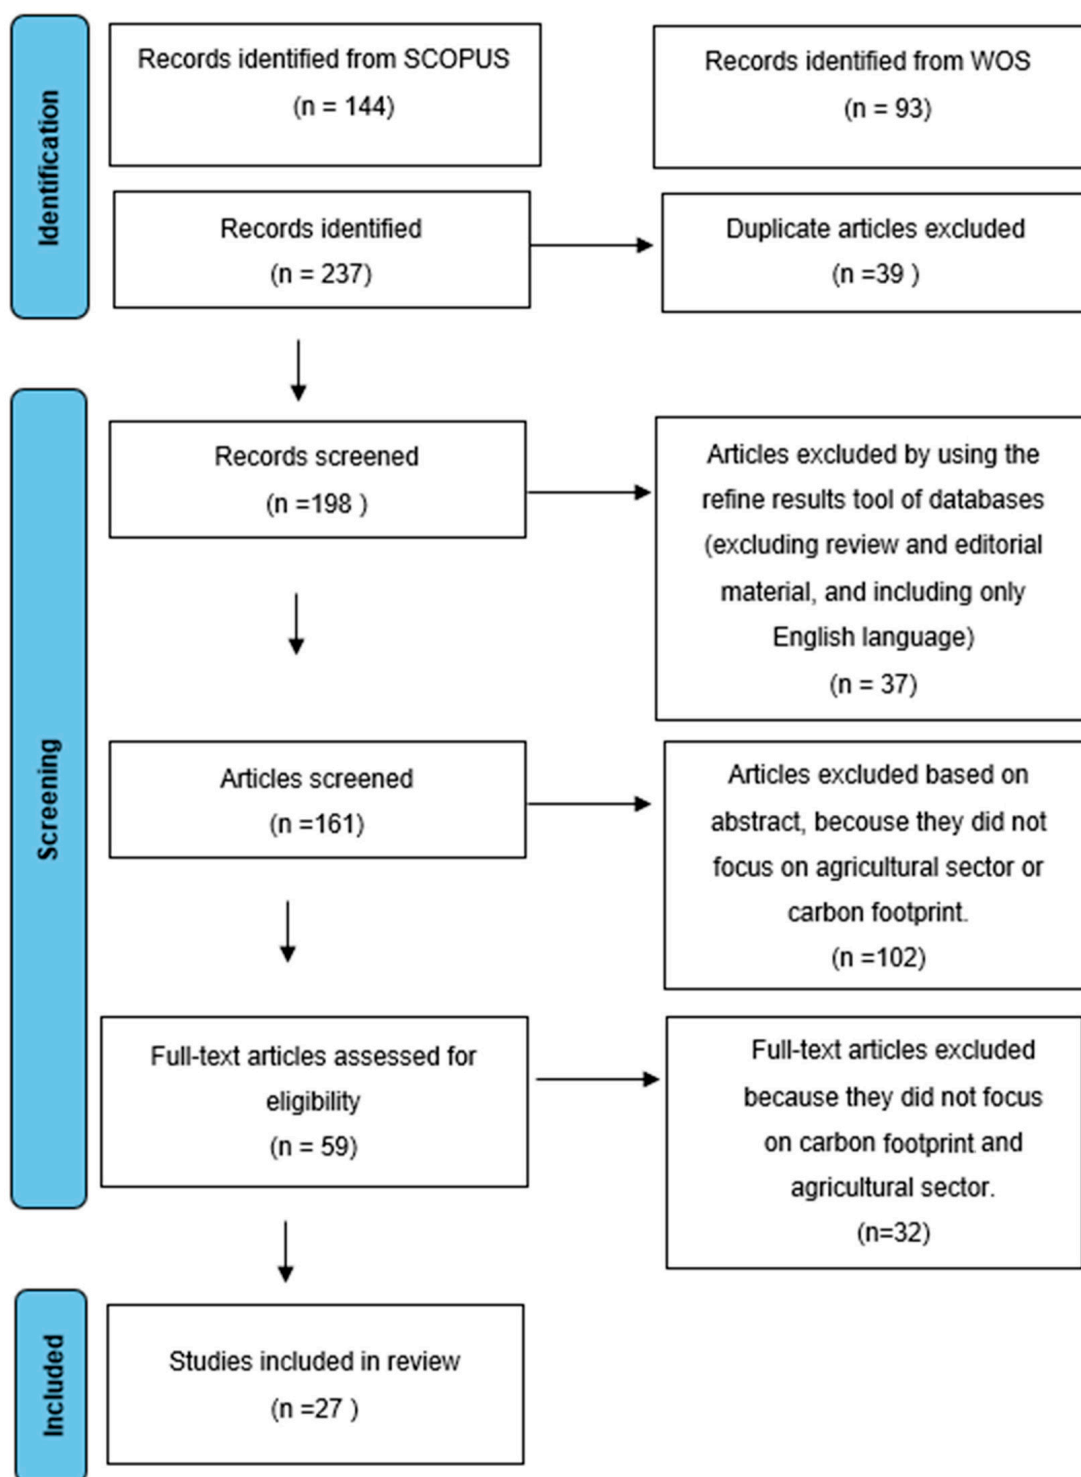 Identification
Records identified from SCOPUS
(n = 144)
Records identified from WOS
(n = 93)
Records identified
(n = 237)
Duplicate articles excluded
(n =39 )
Screening
Records screened
(n =198 )
Articles excluded by using the
refine results tool of databases
(excluding review and editorial
material, and including only
English language)
(n = 37)
Articles screened
(n =161)
Articles excluded based on
abstract, becouse they did not
focus on agricultural sector or
carbon footprint.
(n =102)
Full-text articles assessed for
eligibility
(n = 59)
Full-text articles excluded
because they did not focus
on carbon footprint and
agricultural sector.
(n=32)
Included
Studies included in review
(n =27 )